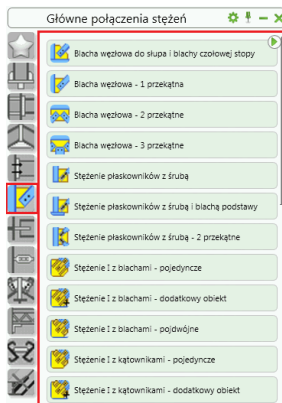 Główne połączenia stężeń
Blacha węzłowa do słupa i blachy czołowej stopy
Blacha węzłowa - 1 przekątna
Blacha węzłowa - 2 przekątne
Blacha węzłowa - 3 przekątne
Stężenie płaskowników z śrubą
Stężenie płaskowników z śrubą i blachą podstawy
Stężenie płaskowników z śrubą - 2 przekątne
Stężenie I z blachami - pojedyncze
Stężenie I z blachami - dodatkowy obiekt
Stężenie I z blachami - pojdwójne
Stężenie I z kątownikami - pojedyncze
Stężenie I z kątownikami - dodatkowy obiekt